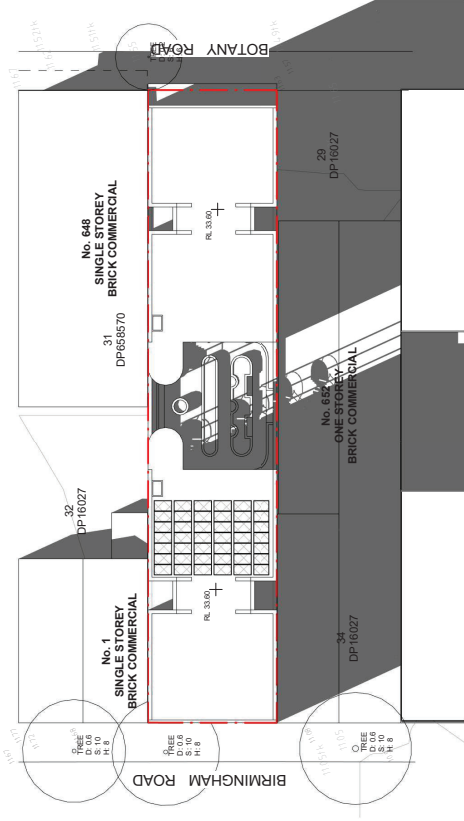 BOTANY ROAD
TREE
29
DP16027
No. 648
SINGLE STOREY
BRICK COMMERCIAL
RL 33.60
31
DP658570
No. 652
ONE STOREY
BRICK COMMERCIAL
32
DP16027
No. 1
SINGLE STOREY
BRICK COMMERCIAL
RL 33.60
34
DP16027
TREE
D: 0.6
S: 10
H: 8
TREE
D: 0.6
S: 10
H: 8
TREE
D: 0.6
S: 10
H: 8
BIRMINGHAM ROAD